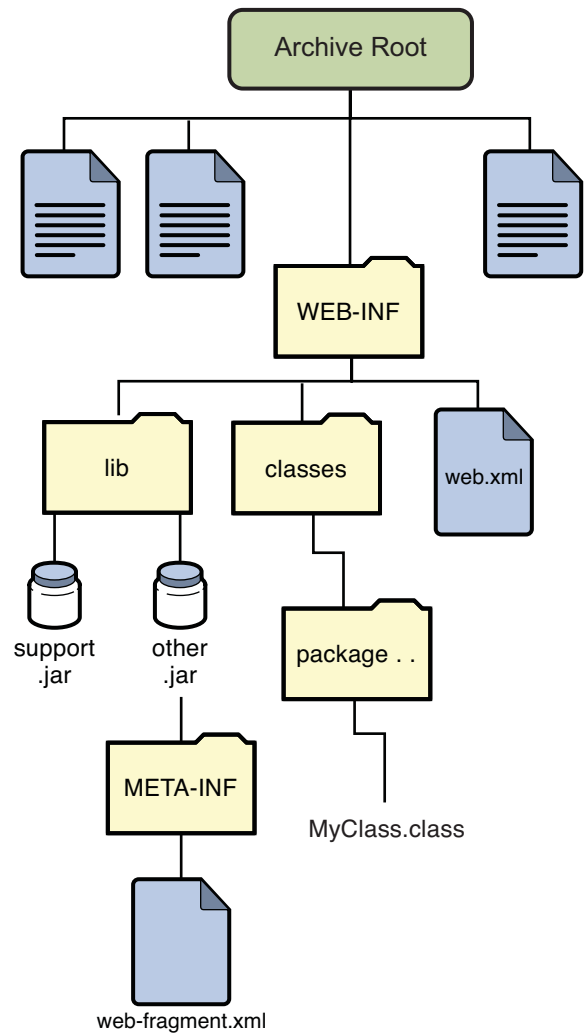 Archive Root
WEB-INF
lib
classes
web.xml
support
.jar
other
.jar
package . .
META-INF
MyClass.class
web-fragment.xml